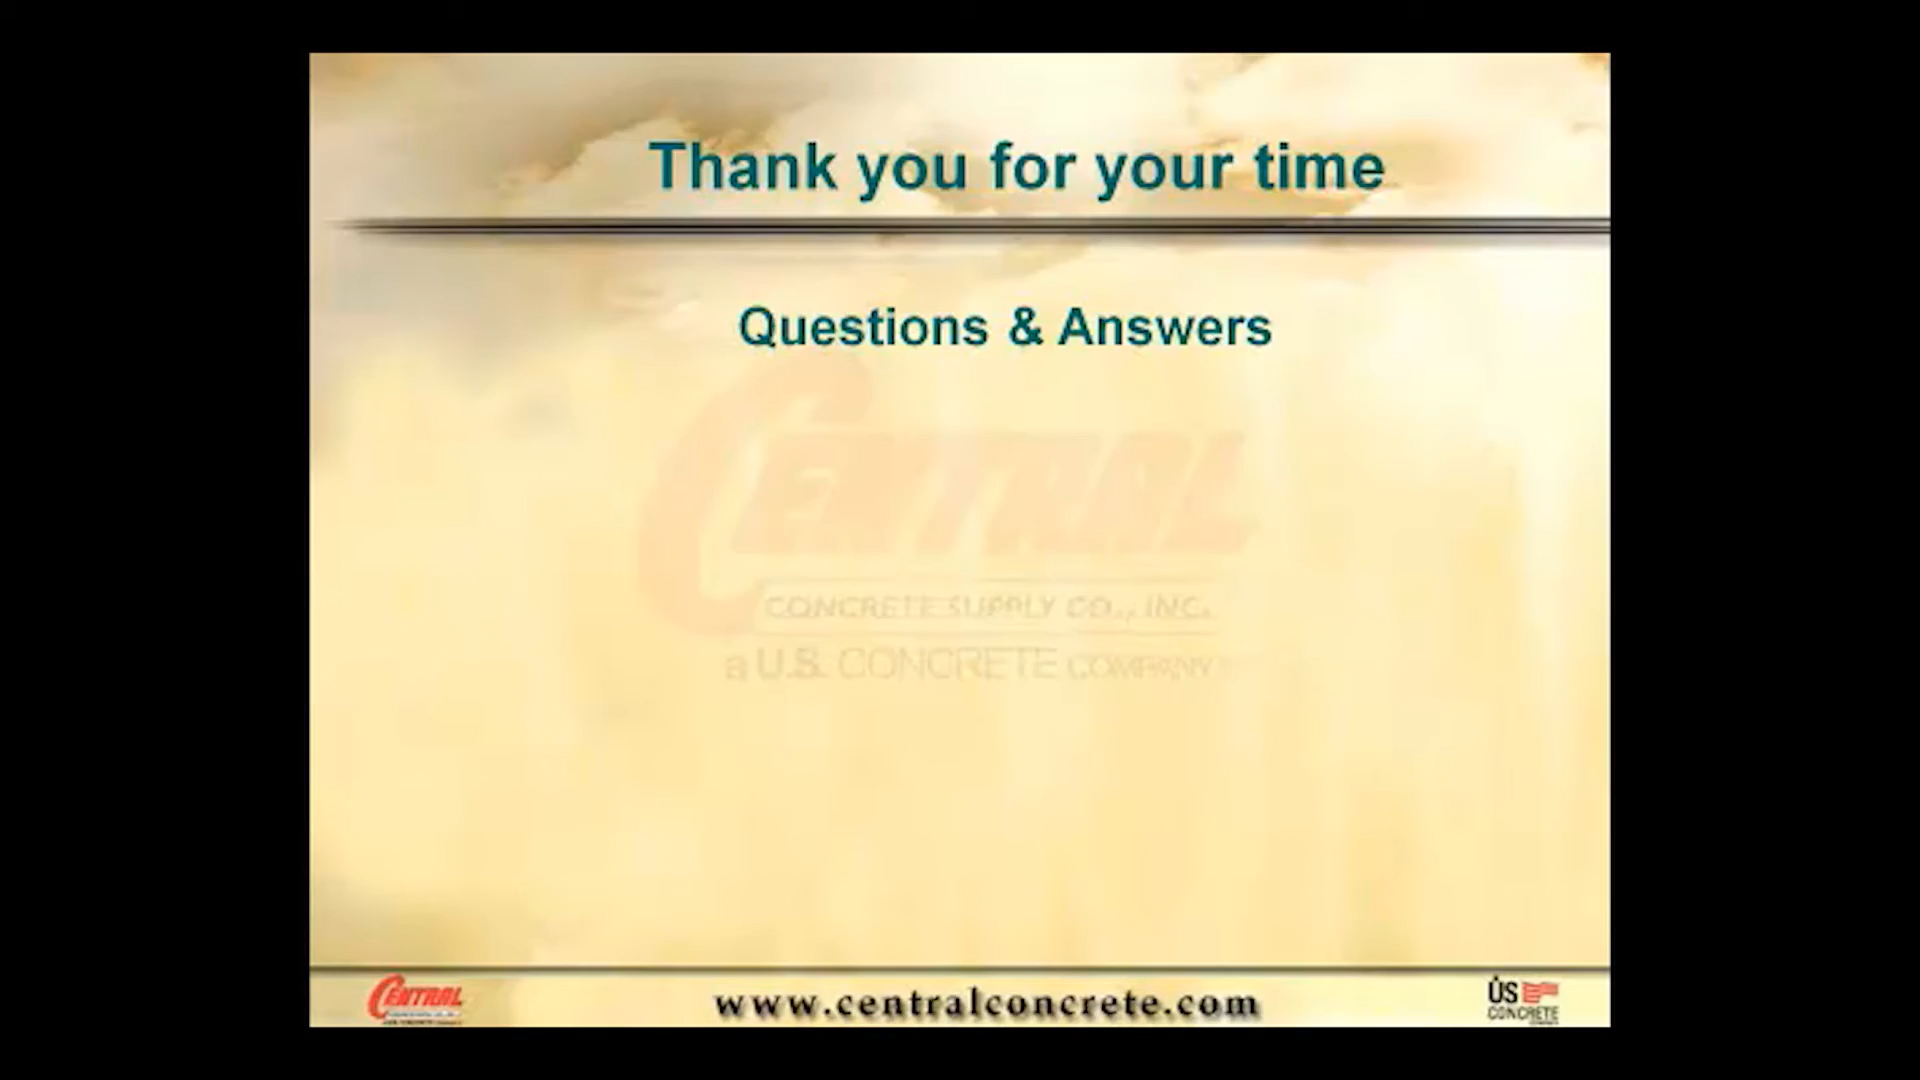 Thank you for your time
Questions & Answers
CENTRAL
CONCRETE SUPPLY CO., INC.
a U.S. CONCRETE COMPANY
CENTRAL
www.centralconcrete.com
US
CONCRETE